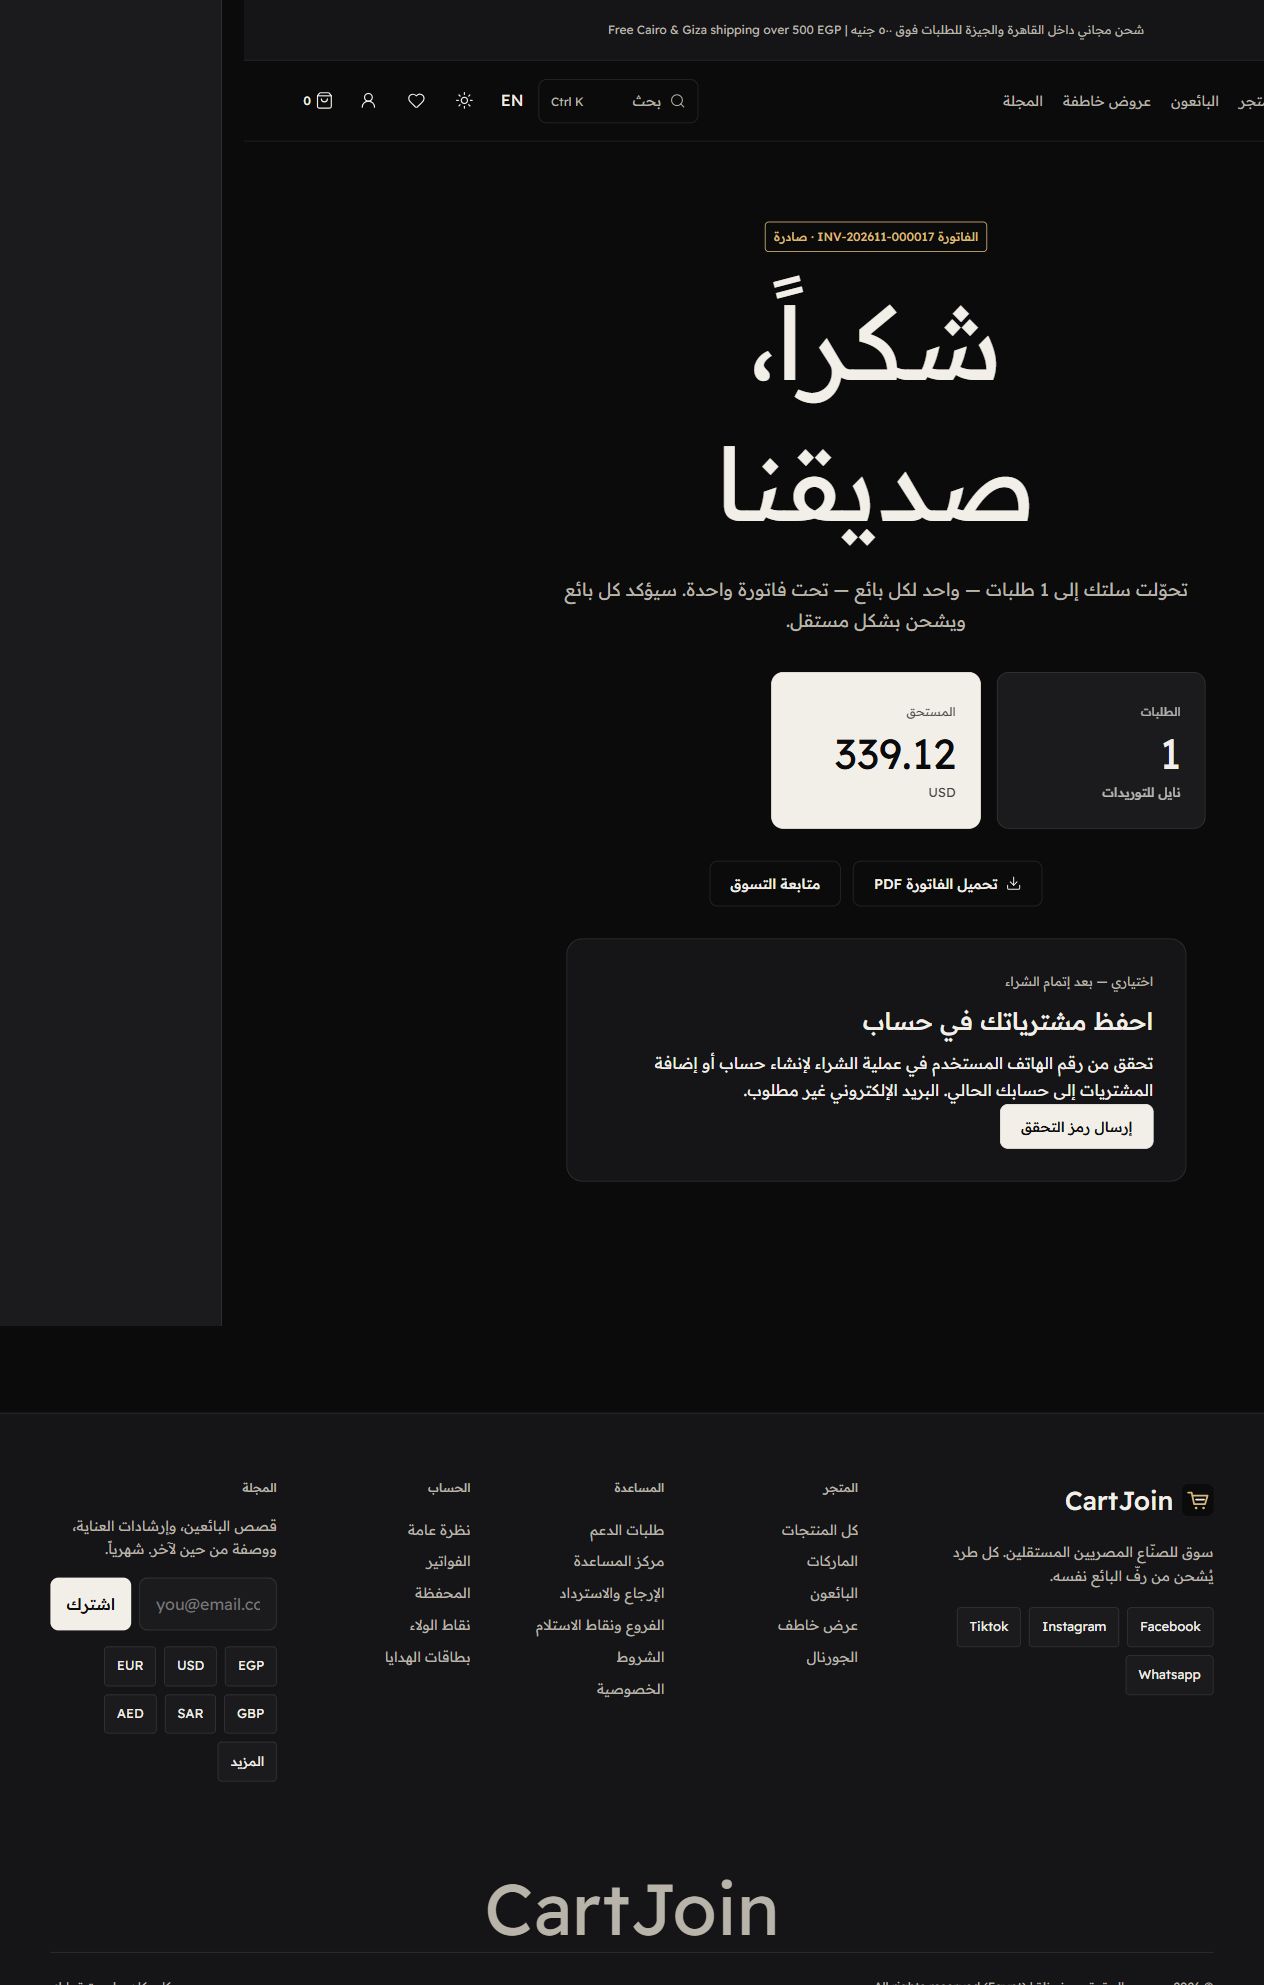 شحن مجاني داخل القاهرة والجيزة للطلبات فوق ٥٠٠ جنيه | Free Cairo & Giza shipping over 500 EGP
البائعون
عروض خاطفة
المجلة
بحث
Ctrl K
EN
0
الفاتورة INV-202611-000017 · صادرة
شكراً،
صديقنا
تحوّلت سلتك إلى 1 طلبات — واحد لكل بائع — تحت فاتورة واحدة. سيؤكد كل بائع
ويشحن بشكل مستقل.
الطلبات
1
نايل للتوريدات
المستحق
339.12
USD
تحميل الفاتورة PDF
متابعة التسوق
اختياري — بعد إتمام الشراء
احفظ مشترياتك في حساب
تحقق من رقم الهاتف المستخدم في عملية الشراء لإنشاء حساب أو إضافة
المشتريات إلى حسابك الحالي. البريد الإلكتروني غير مطلوب.
إرسال رمز التحقق
CartJoin
سوق للصنّاع المصريين المستقلين. كل طرد
يُشحن من رفّ البائع نفسه.
Facebook
Instagram
Tiktok
Whatsapp
المتجر
كل المنتجات
الماركات
البائعون
عرض خاطف
الجورنال
المساعدة
طلبات الدعم
مركز المساعدة
الإرجاع والاسترداد
الفروع ونقاط الاستلام
الشروط
الخصوصية
الحساب
نظرة عامة
الفواتير
المحفظة
نقاط الولاء
بطاقات الهدايا
المجلة
قصص البائعين، وإرشادات العناية،
ووصفة من حين لآخر. شهرياً.
you@email.cc
اشترك
EGP
USD
EUR
GBP
SAR
AED
المزيد
CartJoin